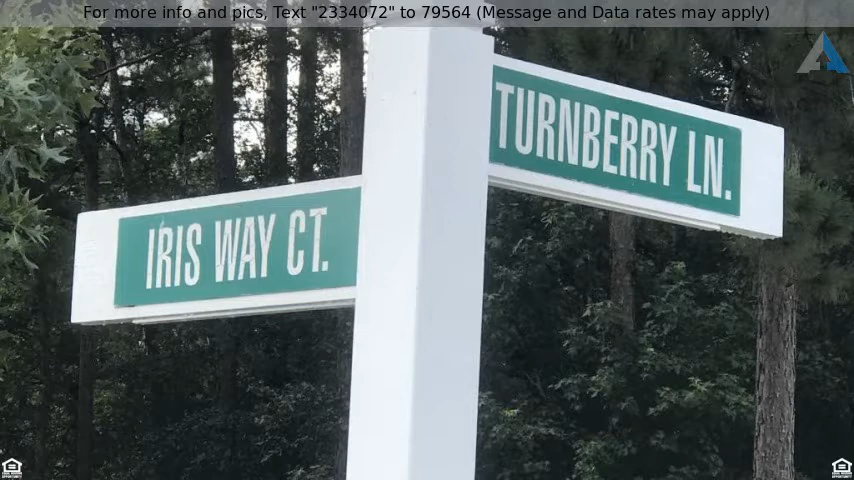 For more info and pics, Text "2334072" to 79564 (Message and Data rates may apply)
TURNBERRY LN.
IRIS WAY CT.